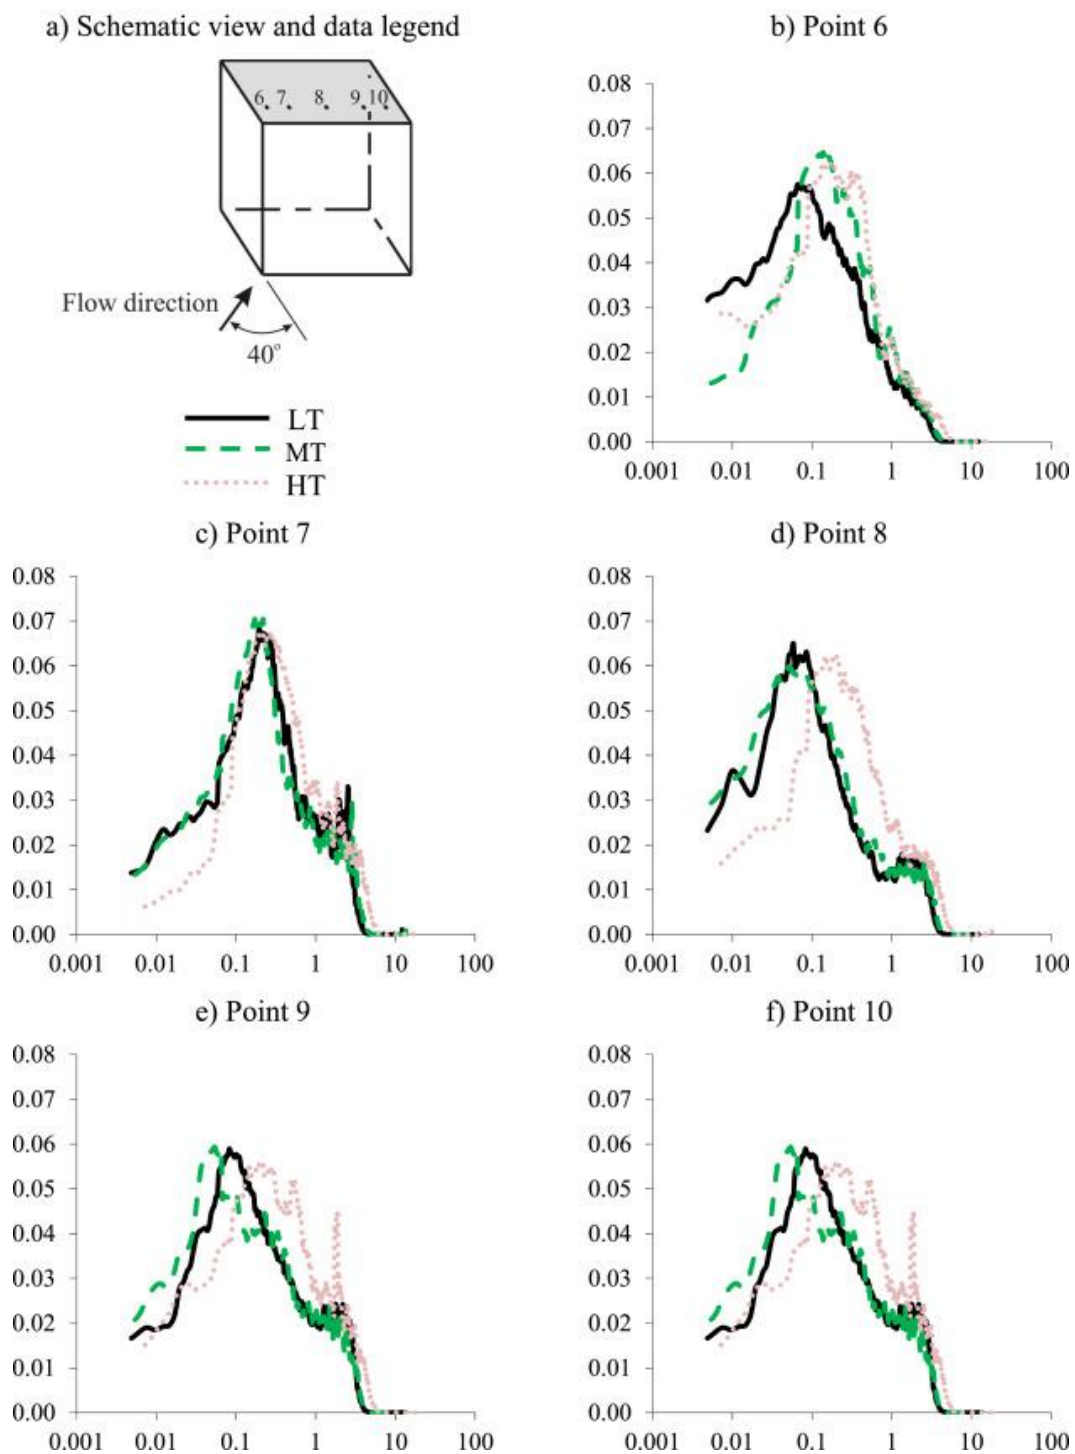 a) Schematic view and data legend
6 7 8 9 10
Flow direction
40°
LT
MT
HT
b) Point 6
0.08
0.07
0.06
0.05
0.04
0.03
0.02
0.01
0.00
0.001 0.01 0.1 1 10 100
c) Point 7
0.08
0.07
0.06
0.05
0.04
0.03
0.02
0.01
0.00
0.001 0.01 0.1 1 10 100
d) Point 8
0.08
0.07
0.06
0.05
0.04
0.03
0.02
0.01
0.00
0.001 0.01 0.1 1 10 100
e) Point 9
0.08
0.07
0.06
0.05
0.04
0.03
0.02
0.01
0.00
0.001 0.01 0.1 1 10 100
f) Point 10
0.08
0.07
0.06
0.05
0.04
0.03
0.02
0.01
0.00
0.001 0.01 0.1 1 10 100